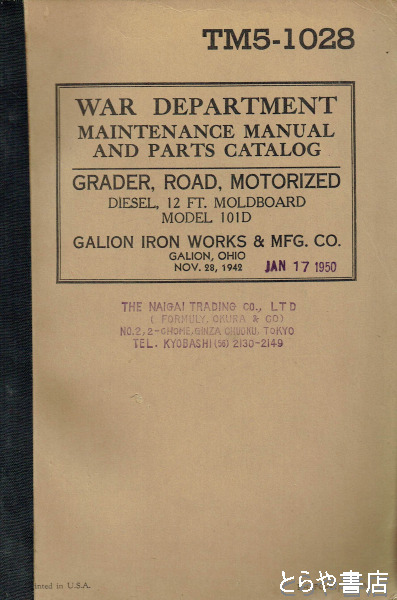 TM5-1028
WAR DEPARTMENT
MAINTENANCE MANUAL
AND PARTS CATALOG
GRADER, ROAD, MOTORIZED
DIESEL, 12 FT. MOLDBOARD
MODEL 101D
GALION IRON WORKS & MFG. CO.
GALION, OHIO
NOV. 28, 1942
JAN 17 1950
THE NAIGAI TRADING CO., LTD
( FORMULY, OKURA & CO)
NO.2, 2-CHOME, GINZA CHUOKU, TOKYO
TEL. KYOBASHI (56) 2130-2149
inted in U.S.A.
とらや書店